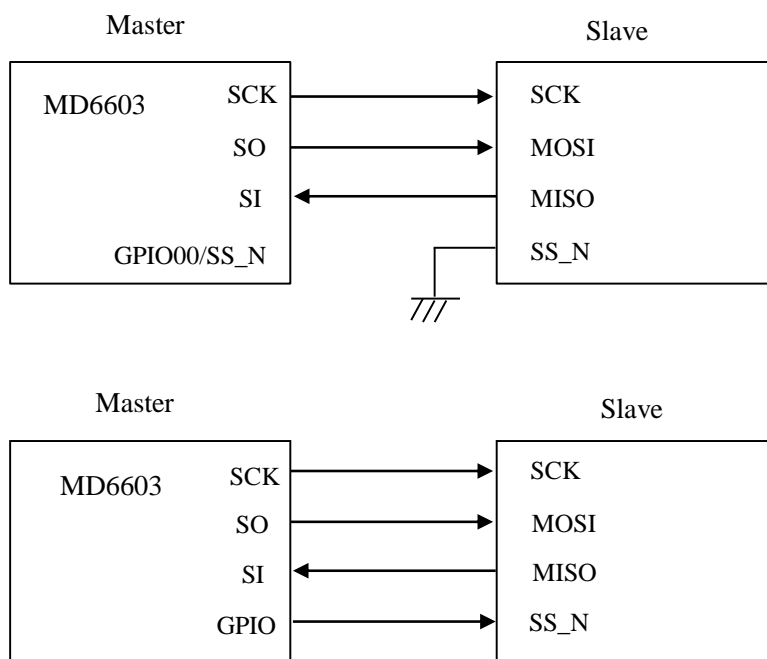 Master
Slave
MD6603
SCK
SCK
SO
MOSI
SI
MISO
GPIO00/SS_N
SS_N
Master
Slave
MD6603
SCK
SCK
SO
MOSI
SI
MISO
GPIO
SS_N